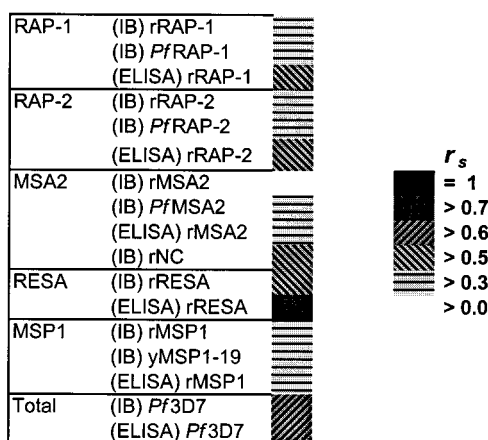 RAP-1 (IB) rRAP-1
(IB) PfRAP-1
(ELISA) rRAP-1
RAP-2 (IB) rRAP-2
(IB) PfRAP-2
(ELISA) rRAP-2
MSA2 (IB) rMSA2
(IB) PfMSA2
(ELISA) rMSA2
(IB) rNC
RESA (IB) rRESA
(ELISA) rRESA
MSP1 (IB) rMSP1
(IB) yMSP1-19
(ELISA) rMSP1
Total (IB) Pf3D7
(ELISA) Pf3D7
rs
= 1
> 0.7
> 0.6
> 0.5
> 0.3
> 0.0